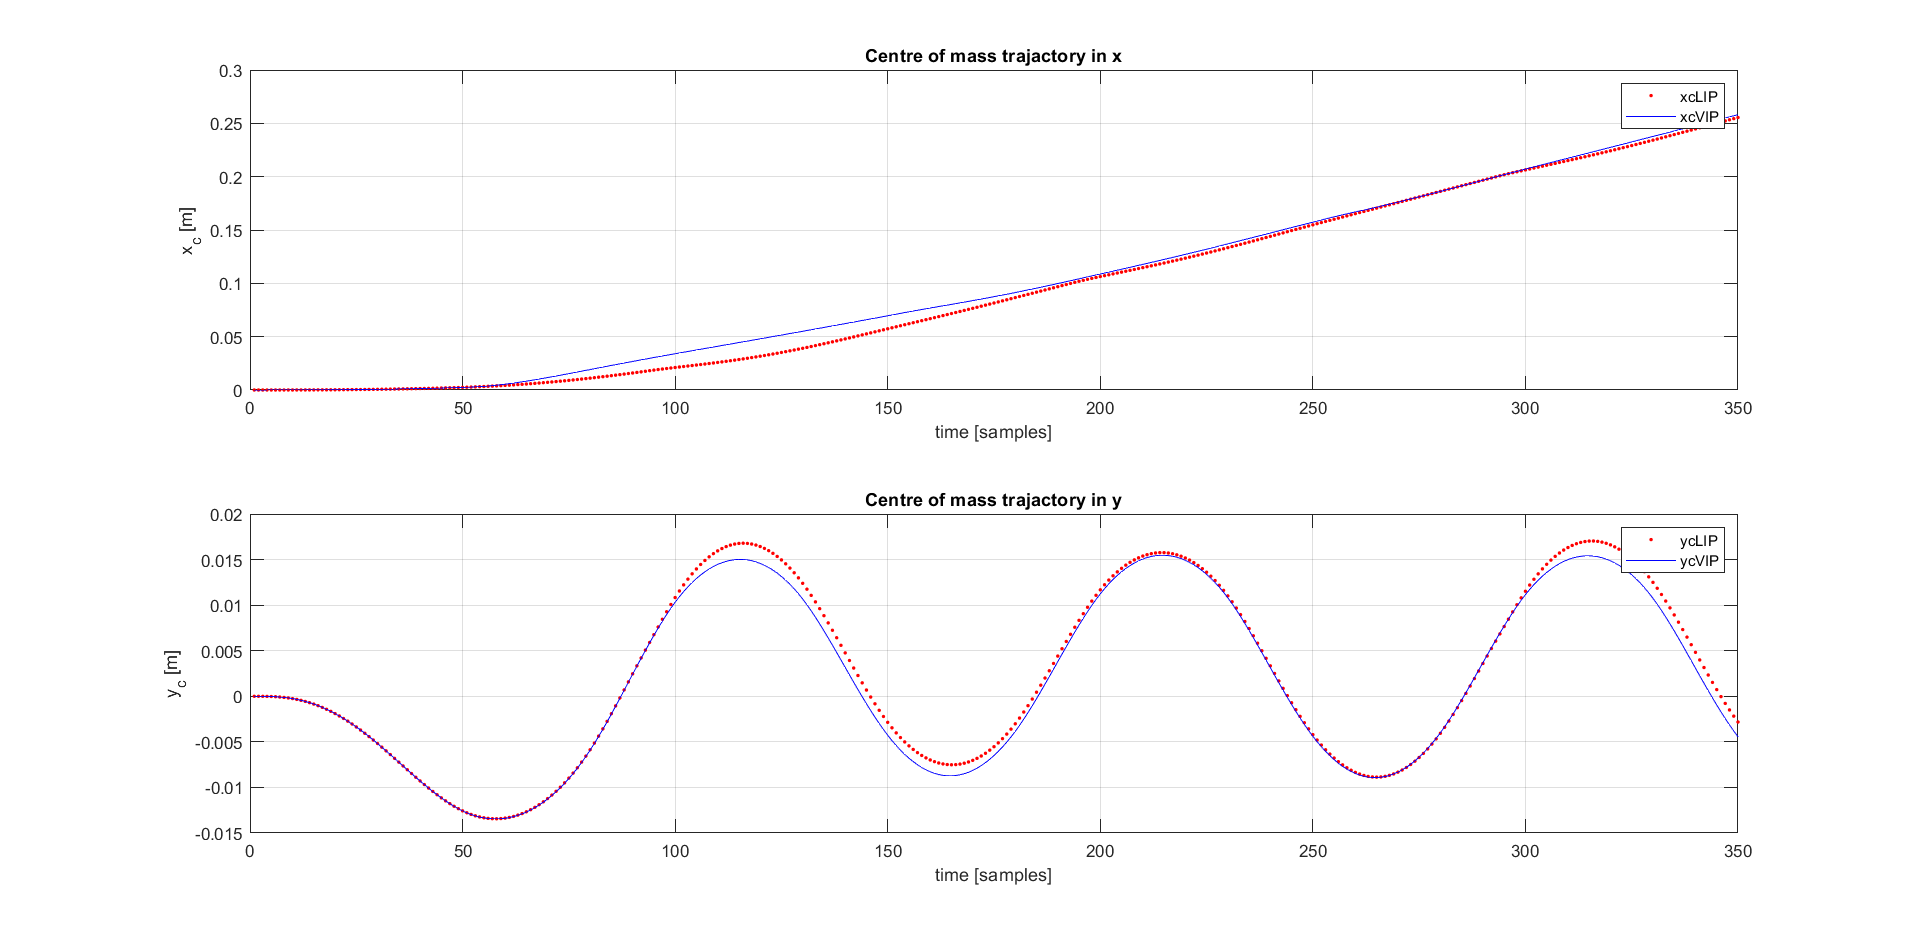 Centre of mass trajactory in x
0.3
0.25
0.2
0.15
0.1
0.05
0
x c [m]
xcLIP
xcVIP
0 50 100 150 200 250 300 350
time [samples]
Centre of mass trajactory in y
0.02
0.015
0.01
0.005
0
-0.005
-0.01
-0.015
y c [m]
ycLIP
ycVIP
0 50 100 150 200 250 300 350
time [samples]